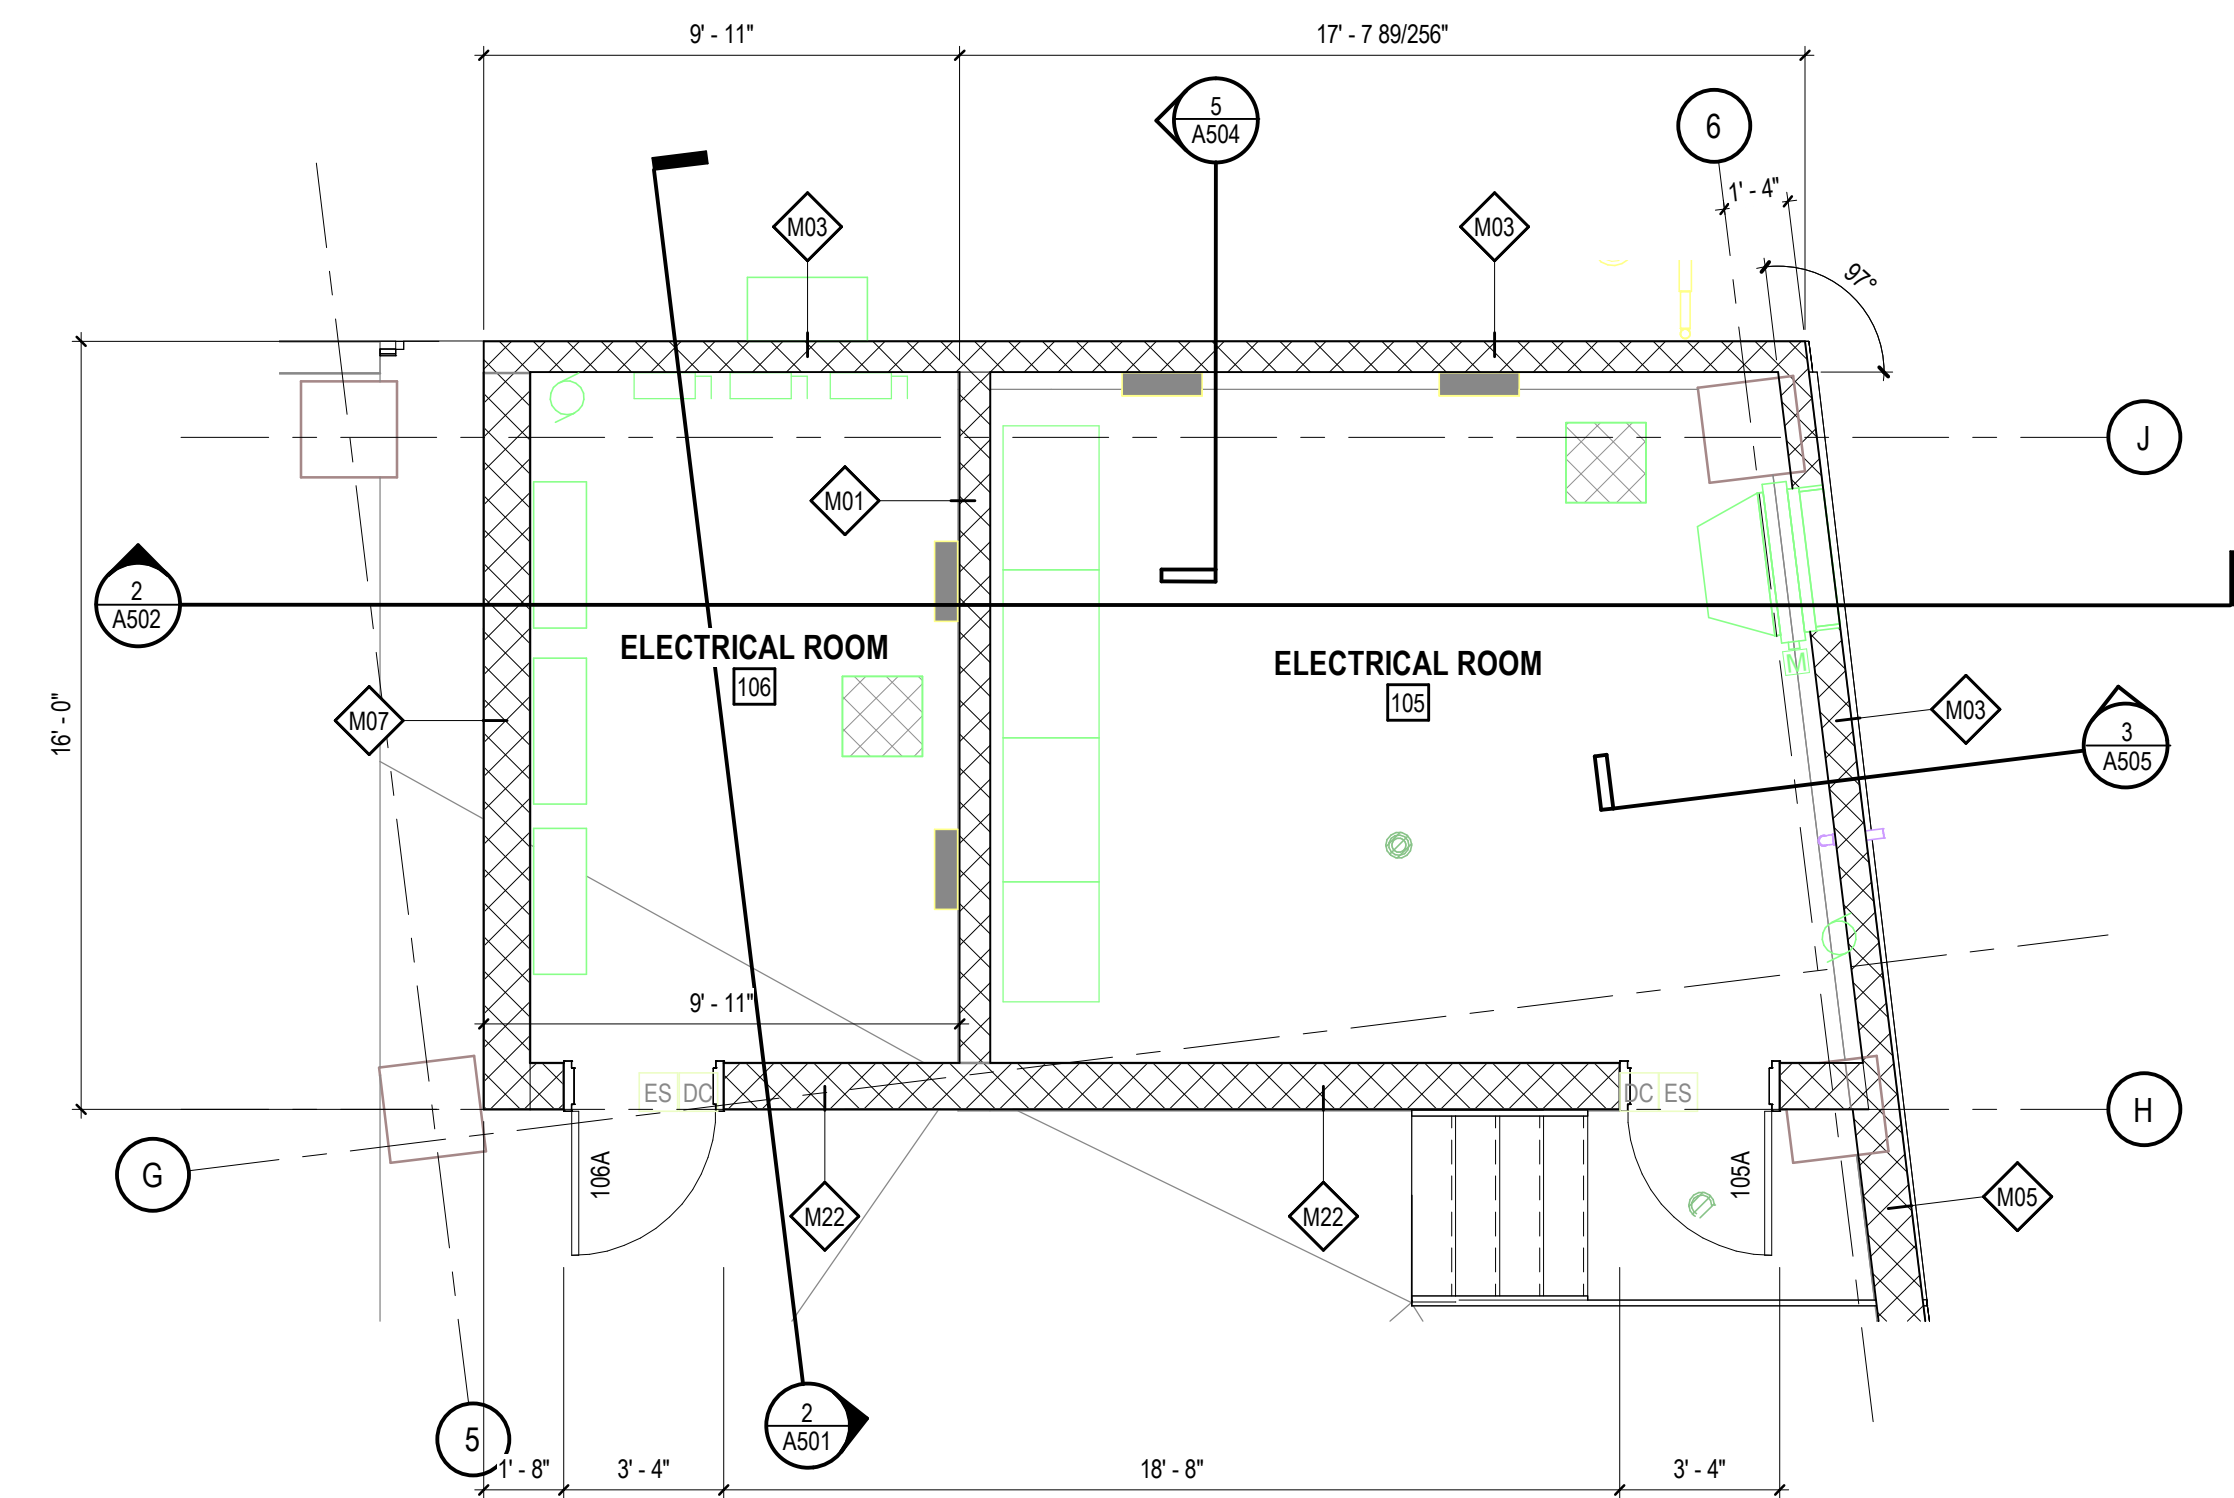 9' - 11"
17' - 7 89/256"
5
A504
6
1' - 4"
M03
M03
97°
J
M01
2
A502
ELECTRICAL ROOM
106
ELECTRICAL ROOM
105
M
M07
M03
3
A505
16' - 0"
9' - 11"
ES
DC
DC
ES
H
G
106A
105A
M22
M22
M05
5
2
A501
1' - 8"
3' - 4"
18' - 8"
3' - 4"